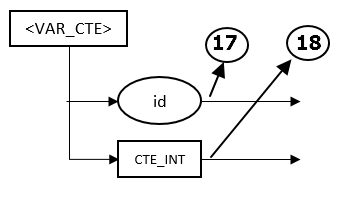 <VAR_CTE>
17
18
id
CTE_INT